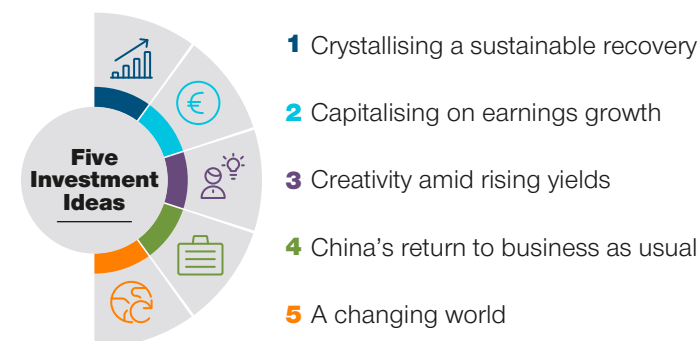 Five
Investment
Ideas
1 Crystallising a sustainable recovery
2 Capitalising on earnings growth
3 Creativity amid rising yields
4 China’s return to business as usual
5 A changing world
€